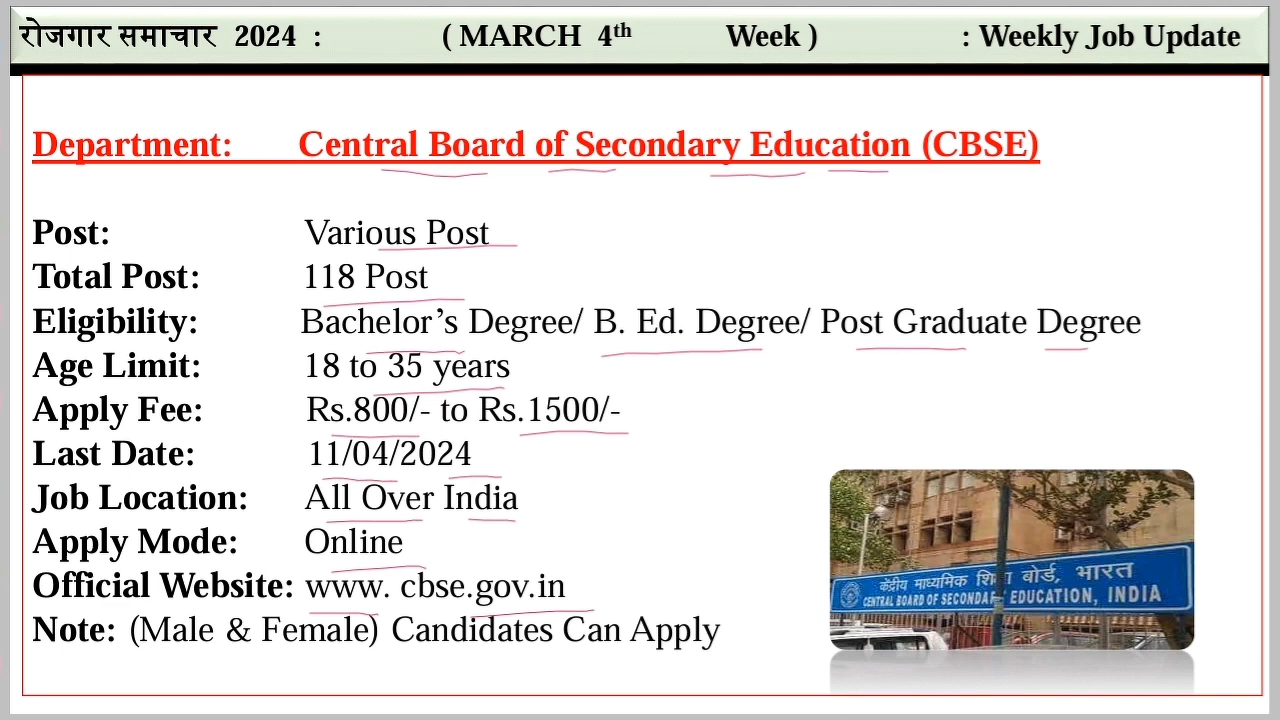 रोजगार समाचार 2024 : ( MARCH 4th Week ) : Weekly Job Update
Department: Central Board of Secondary Education (CBSE)
Post: Various Post
Total Post: 118 Post
Eligibility: Bachelor’s Degree/ B. Ed. Degree/ Post Graduate Degree
Age Limit: 18 to 35 years
Apply Fee: Rs.800/- to Rs.1500/-
Last Date: 11/04/2024
Job Location: All Over India
Apply Mode: Online
Official Website: www. cbse.gov.in
Note: (Male & Female) Candidates Can Apply
केंद्रीय माध्यमिक शिक्षा बोर्ड, भारत
CENTRAL BOARD OF SECONDARY EDUCATION, INDIA